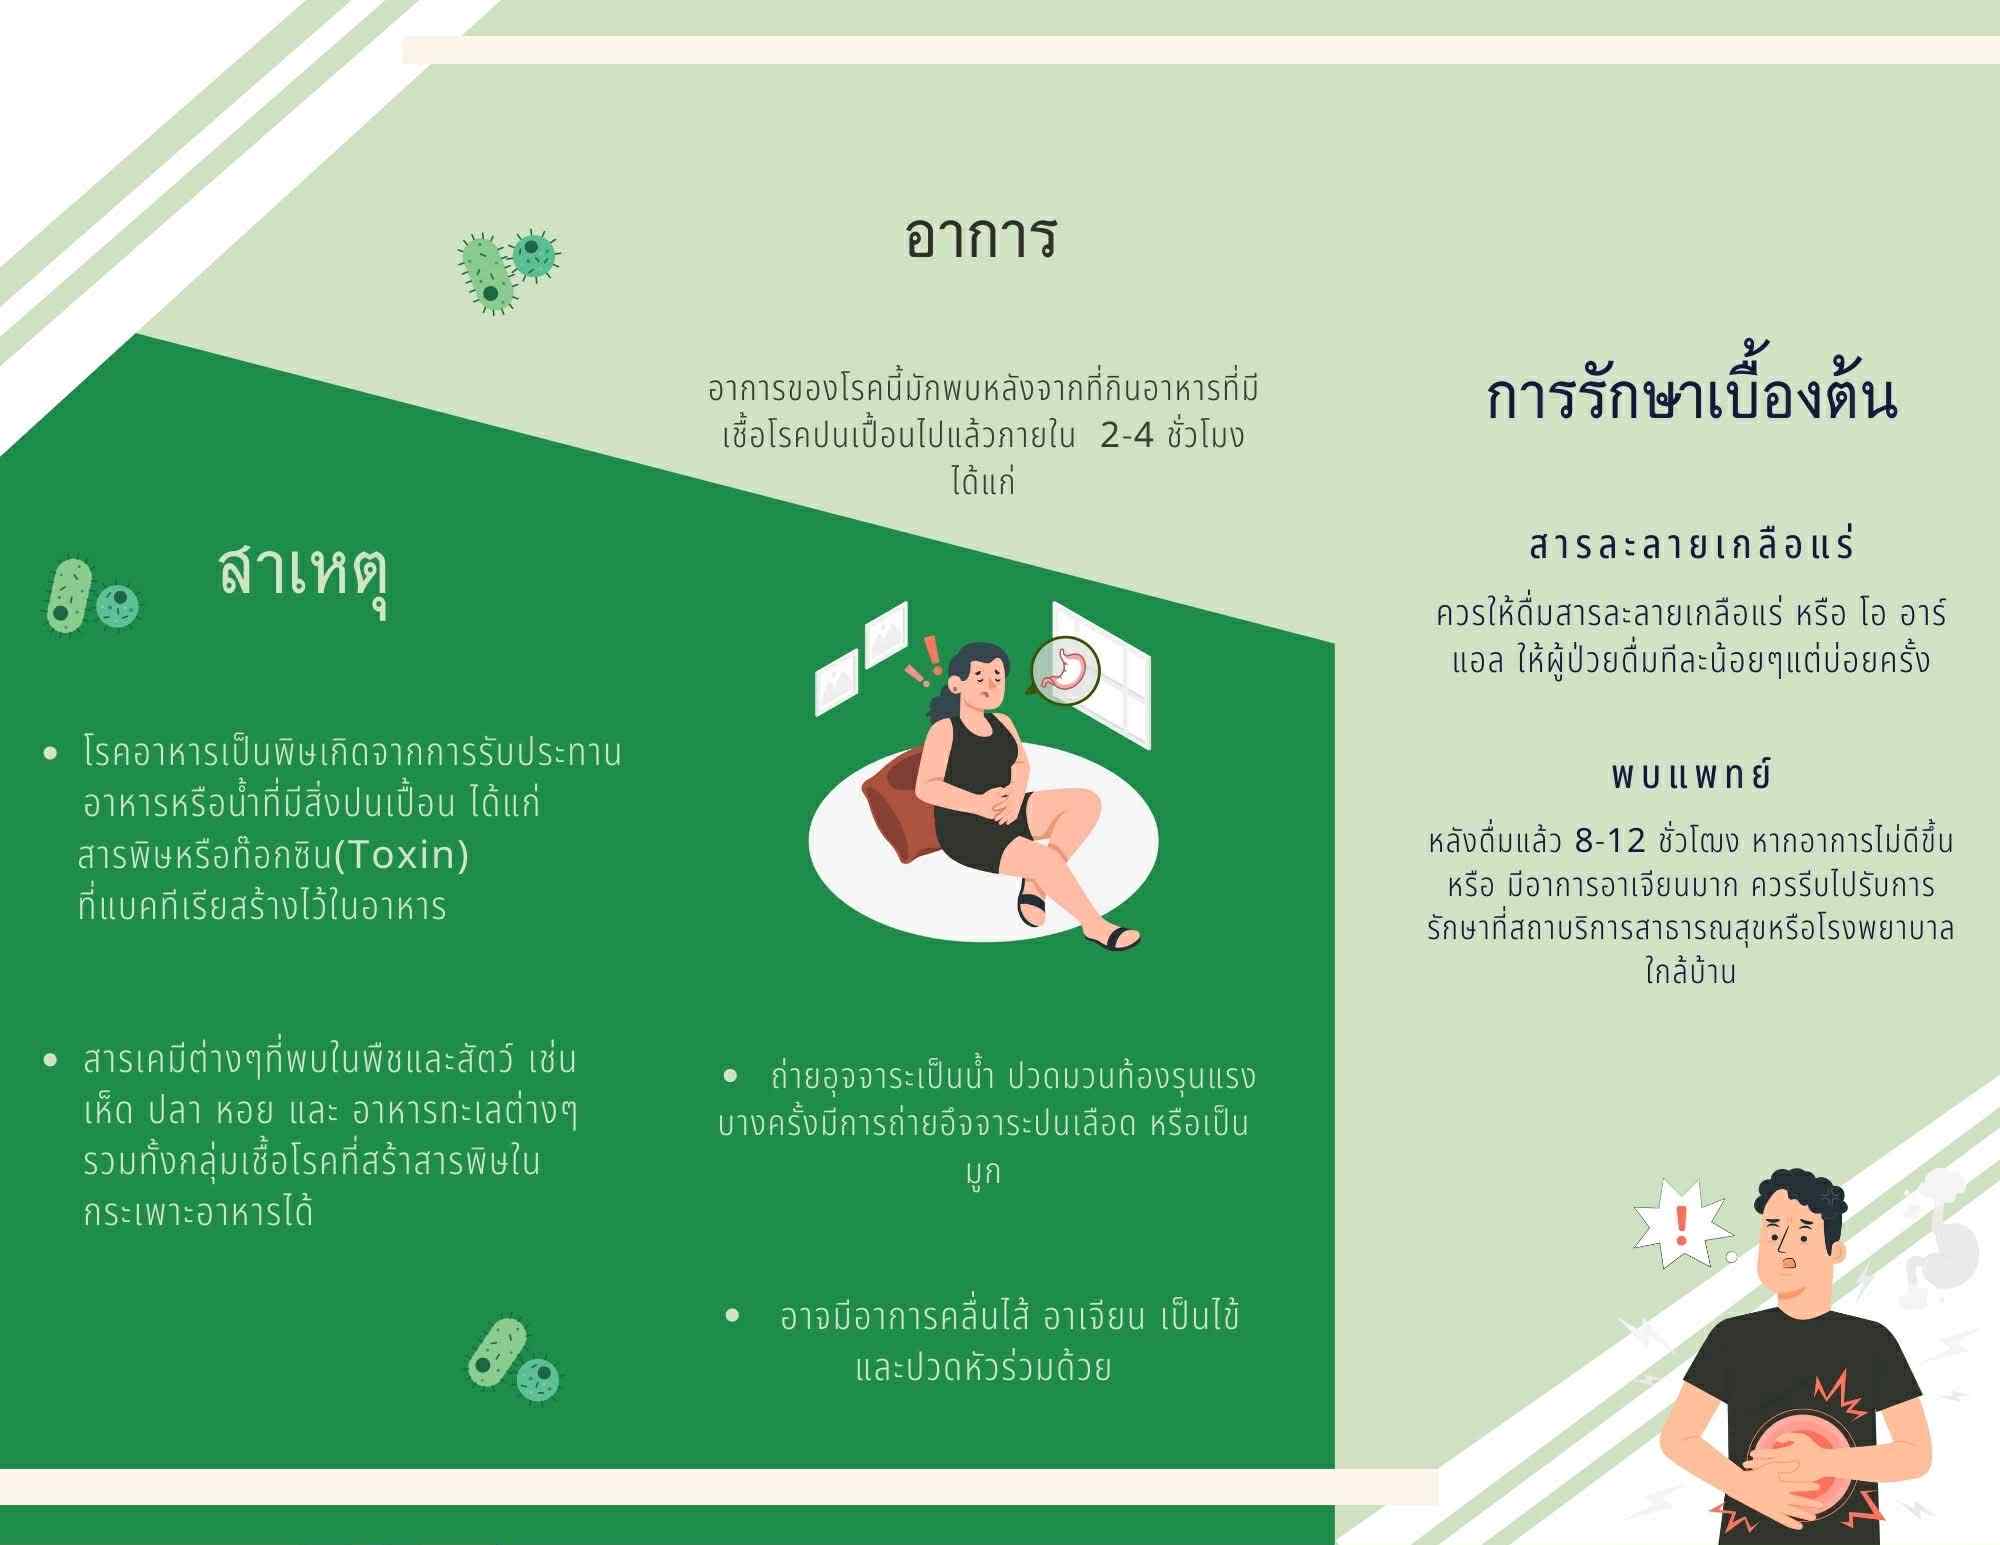 สาเหตุ
โรคอาหารเป็นพิษเกิดจากการรับประทาน
อาหารหรือน้ำที่มีสิ่งปนเปื้อน ได้แก่
สารพิษหรือท๊อกซิน(Toxin)
ที่แบคทีเรียสร้างไว้ในอาหาร
สารเคมีต่างๆที่พบในพืชและสัตว์ เช่น
เห็ด ปลา หอย และ อาหารทะเลต่างๆ
รวมทั้งกลุ่มเชื้อโรคที่สร้าสารพิษใน
กระเพาะอาหารได้
อาการ
อาการของโรคนี้มักพบหลังจากที่กินอาหารที่มี
เชื้อโรคปนเปื้อนไปแล้วภายใน 2-4 ชั่วโมง
ได้แก่
ถ่ายอุจจาระเป็นน้ำ ปวดมวนท้องรุนแรง
บางครั้งมีการถ่ายอึจจาระปนเลือด หรือเป็น
มูก
อาจมีอาการคลื่นไส้ อาเจียน เป็นไข้
และปวดหัวร่วมด้วย
การรักษาเบื้องต้น
สารละลายเกลือแร่
ควรให้ดื่มสารละลายเกลือแร่ หรือ โอ อาร์
แอล ให้ผู้ป่วยดื่มทีละน้อยๆแต่บ่อยครั้ง
พบแพทย์
หลังดื่มแล้ว 8-12 ชั่วโฒง หากอาการไม่ดีขึ้น
หรือ มีอาการอาเจียนมาก ควรรีบไปรับการ
รักษาที่สถาบริการสาธารณสุขหรือโรงพยาบาล
ใกล้บ้าน